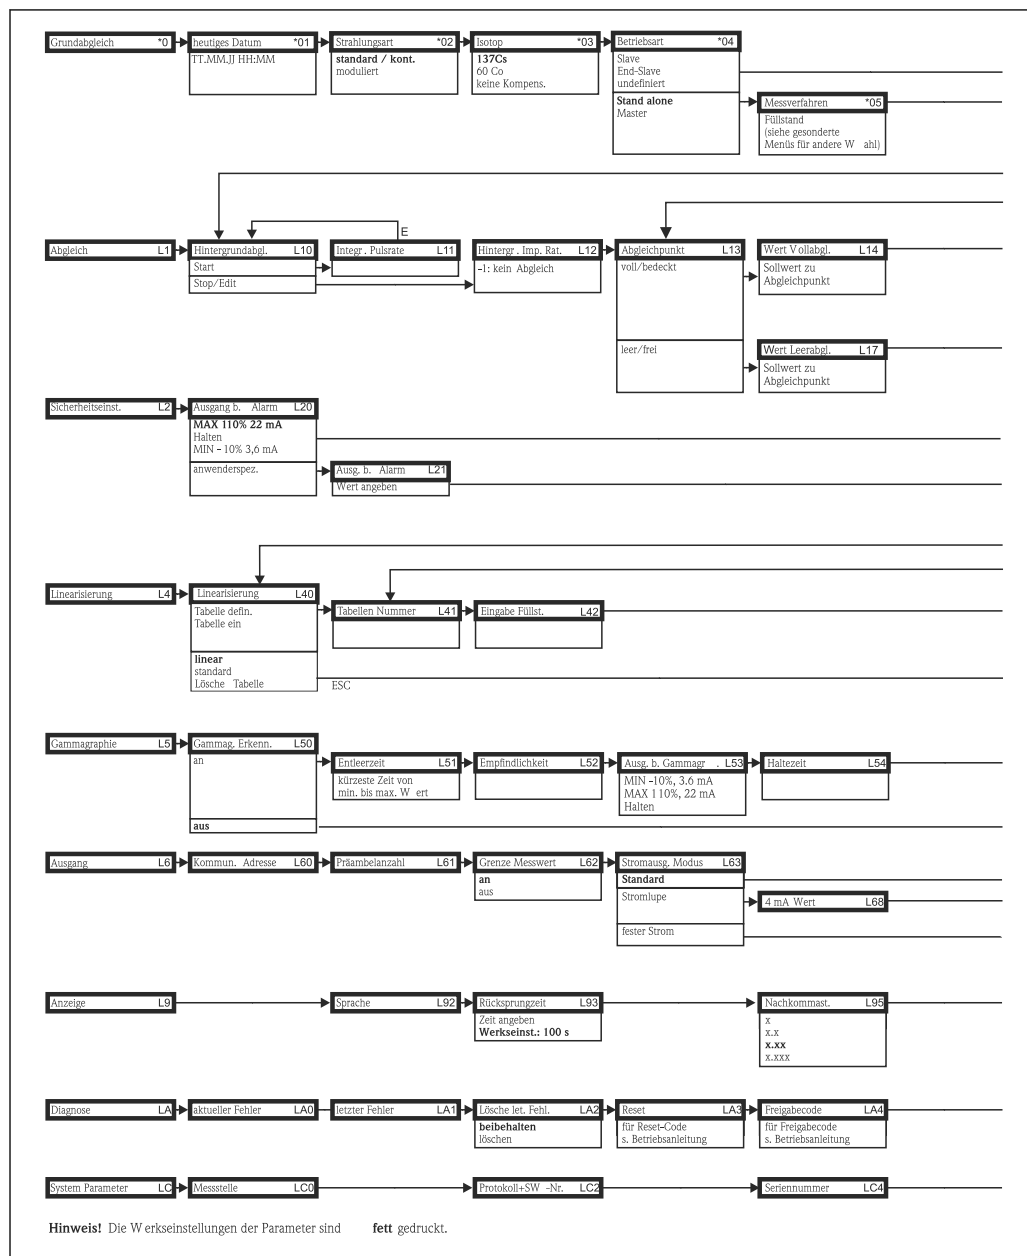 Grundabgleich *0
heutiges Datum *01
TT.MM.JJ HH:MM
Strahlungsart *02
standard / kont.
moduliert
Isotop *03
137Cs
60 Co
keine Kompens.
Betriebsart *04
Slave
End-Slave
undefiniert
Stand alone
Master
Messverfahren *05
Füllstand
(siehe gesonderte
Menüs für andere W ahl)
Abgleich L1
Hintergrundabgl. L10
Start
Stop/Edit
E
Integr. Pulsrate L11
Hintergr. Imp. Rat. L12
-1: kein Abgleich
Abgleichpunkt L13
voll/bedeckt
leer/frei
Wert Vollabgl. L14
Sollwert zu
Abgleichpunkt
Wert Leerabgl. L17
Sollwert zu
Abgleichpunkt
Sicherheitseinst. L2
Ausgang b. Alarm L20
MAX 110% 22 mA
Halten
MIN - 10% 3,6 mA
anwenderspez.
Ausg. b. Alarm L21
Wert angeben
Linearisierung L4
Linearisierung L40
Tabelle defin.
Tabelle ein
linear
standard
Lösche Tabelle
ESC
Tabellen Nummer L41
Eingabe Füllst. L42
Gammagraphie L5
Gammag. Erkenn. L50
an
aus
Entleerzeit L51
kürzeste Zeit von
min. bis max. W ert
Empfindlichkeit L52
Ausg. b. Gammagr . L53
MIN -10%, 3.6 mA
MAX 110%, 22 mA
Halten
Haltezeit L54
Ausgang L6
Kommun. Adresse L60
Präambelanzahl L61
Grenze Messwert L62
an
aus
Stromausg. Modus L63
Standard
Stromlupe
fester Strom
4 mA Wert L68
Anzeige L9
Sprache L92
Rücksprungzeit L93
Zeit angeben
Werkseinst.: 100 s
Nachkommast. L95
x
x.x
x.xx
x.xxx
Diagnose LA
aktueller Fehler LA0
letzter Fehler LA1
Lösche let. Fehl. LA2
beibehalten
löschen
Reset LA3
für Reset-Code
s. Betriebsanleitung
Freigabecode LA4
für Freigabecode
s. Betriebsanleitung
System Parameter LC
Messstelle LC0
Protokoll+SW -Nr. LC2
Seriennummer LC4
Hinweis! Die W erkseinstellungen der Parameter sind fett gedruckt.